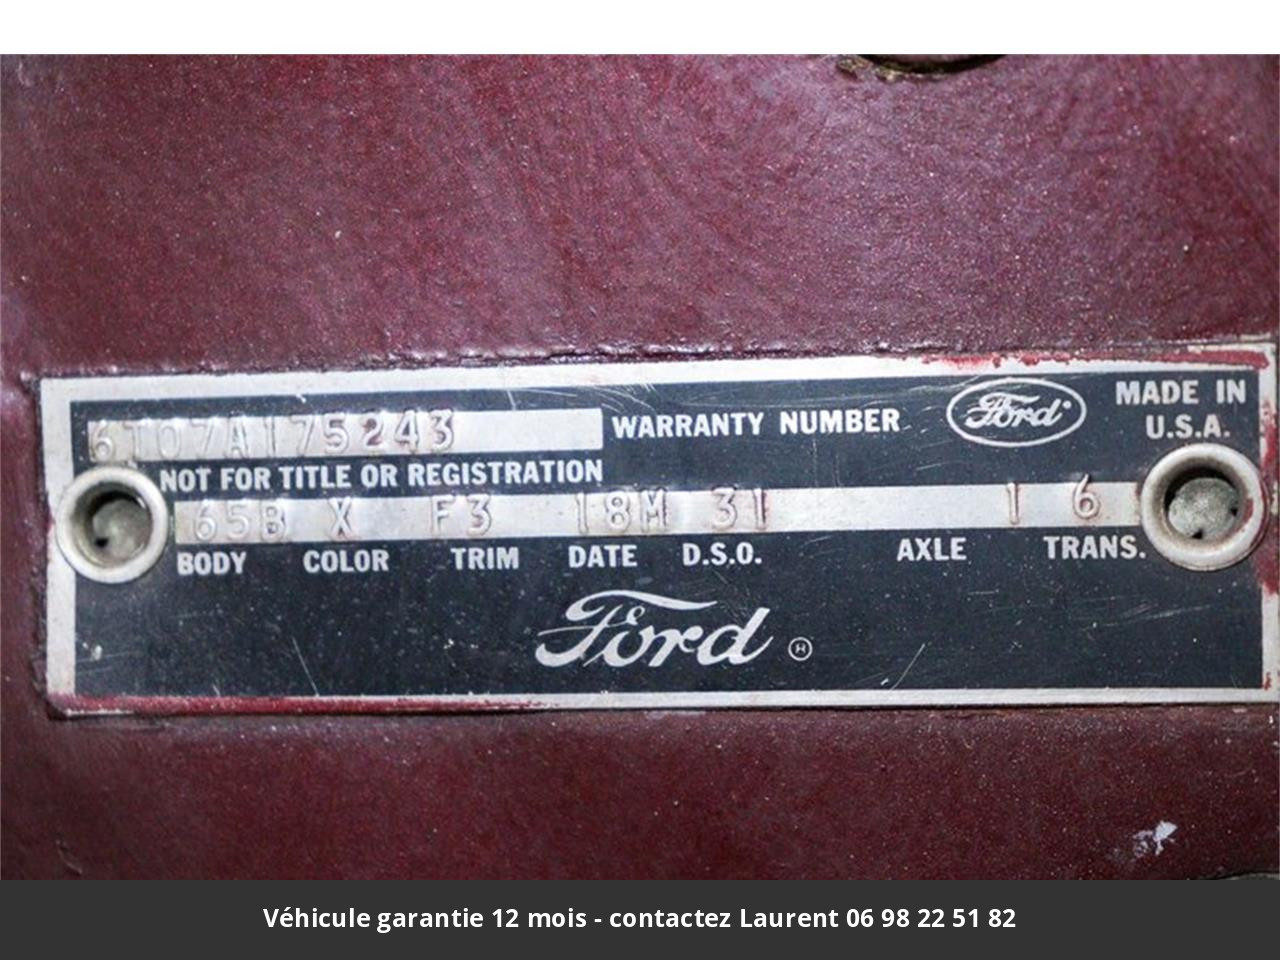 6T07A175243 WARRANTY NUMBER Ford MADE IN
U.S.A.
NOT FOR TITLE OR REGISTRATION
65B X F3 18M 31 1 6
BODY COLOR TRIM DATE D.S.O. AXLE TRANS.
Ford ®
Véhicule garantie 12 mois - contactez Laurent 06 98 22 51 82